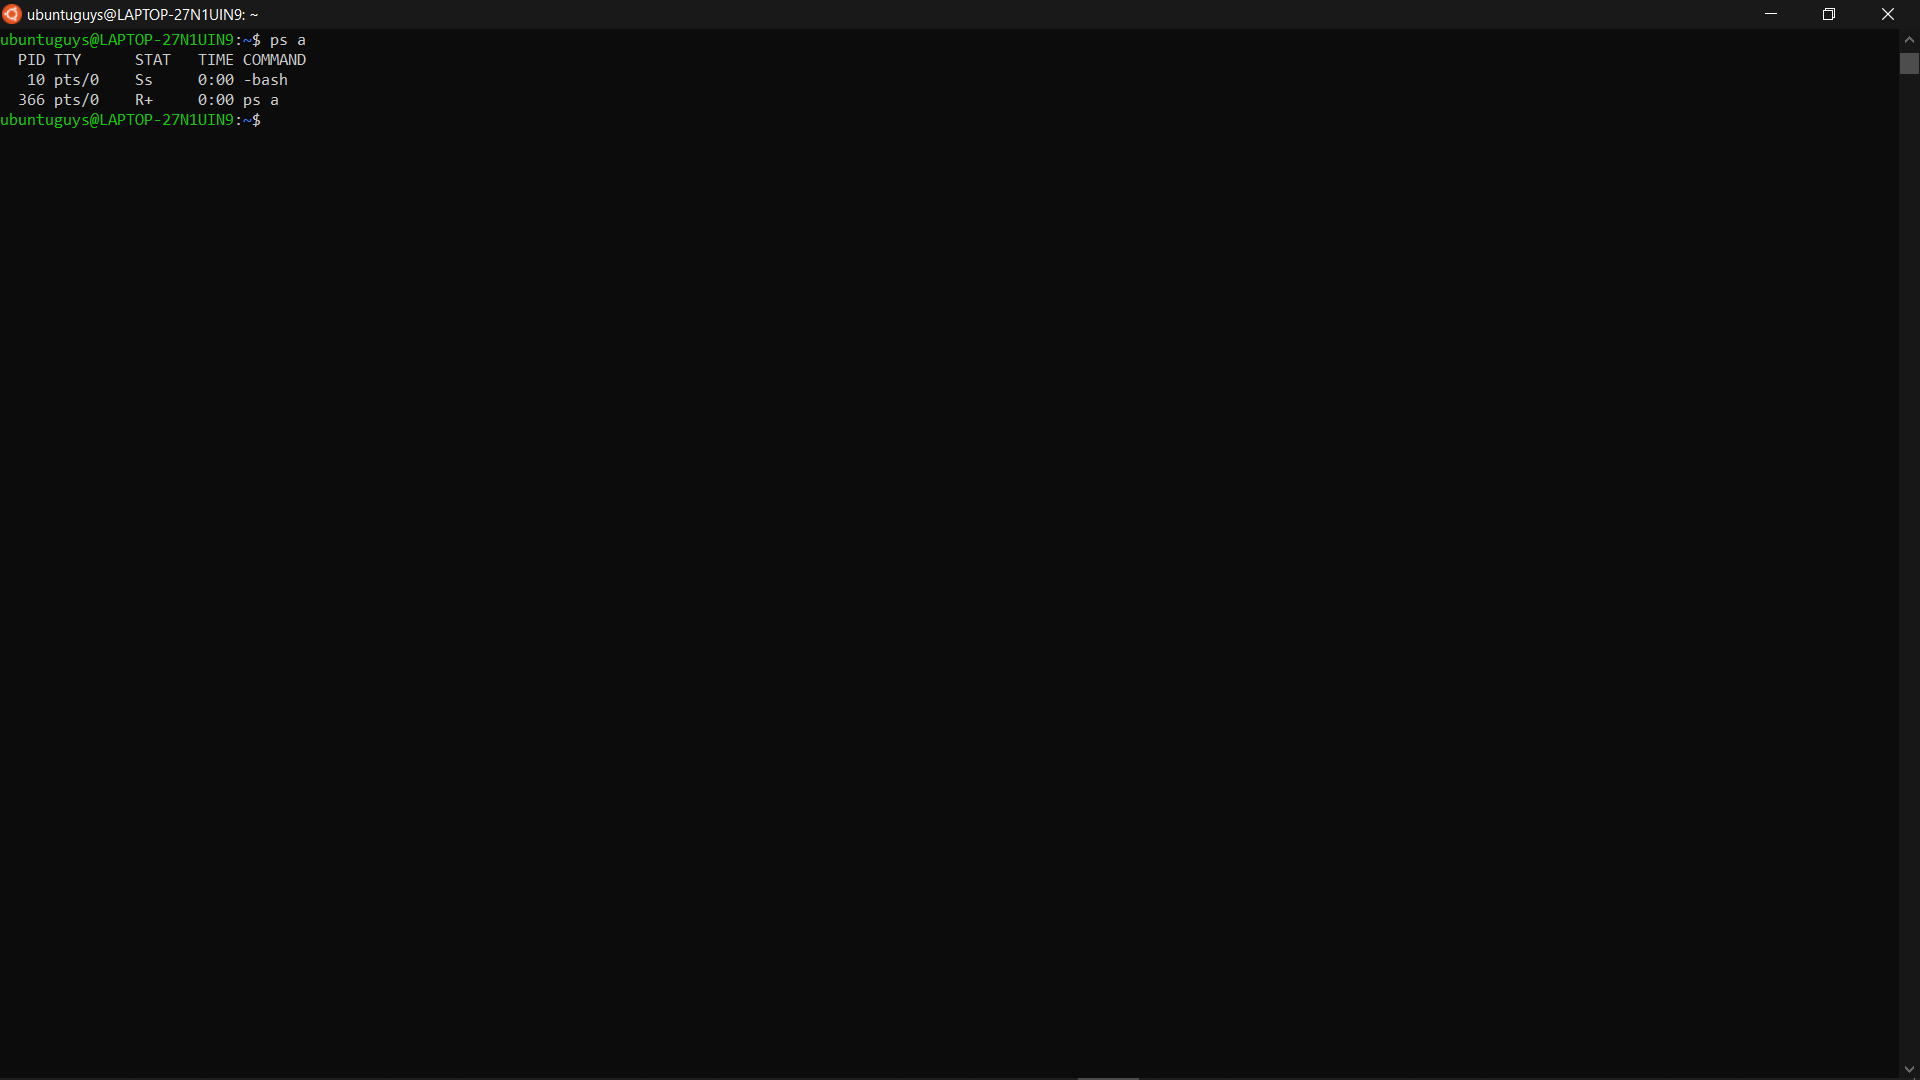 ubuntuguys@LAPTOP-27N1UIN9: ~
ubuntuguys@LAPTOP-27N1UIN9:~$ ps a
  PID TTY      STAT   TIME COMMAND
   10 pts/0    Ss     0:00 -bash
  366 pts/0    R+     0:00 ps a
ubuntuguys@LAPTOP-27N1UIN9:~$